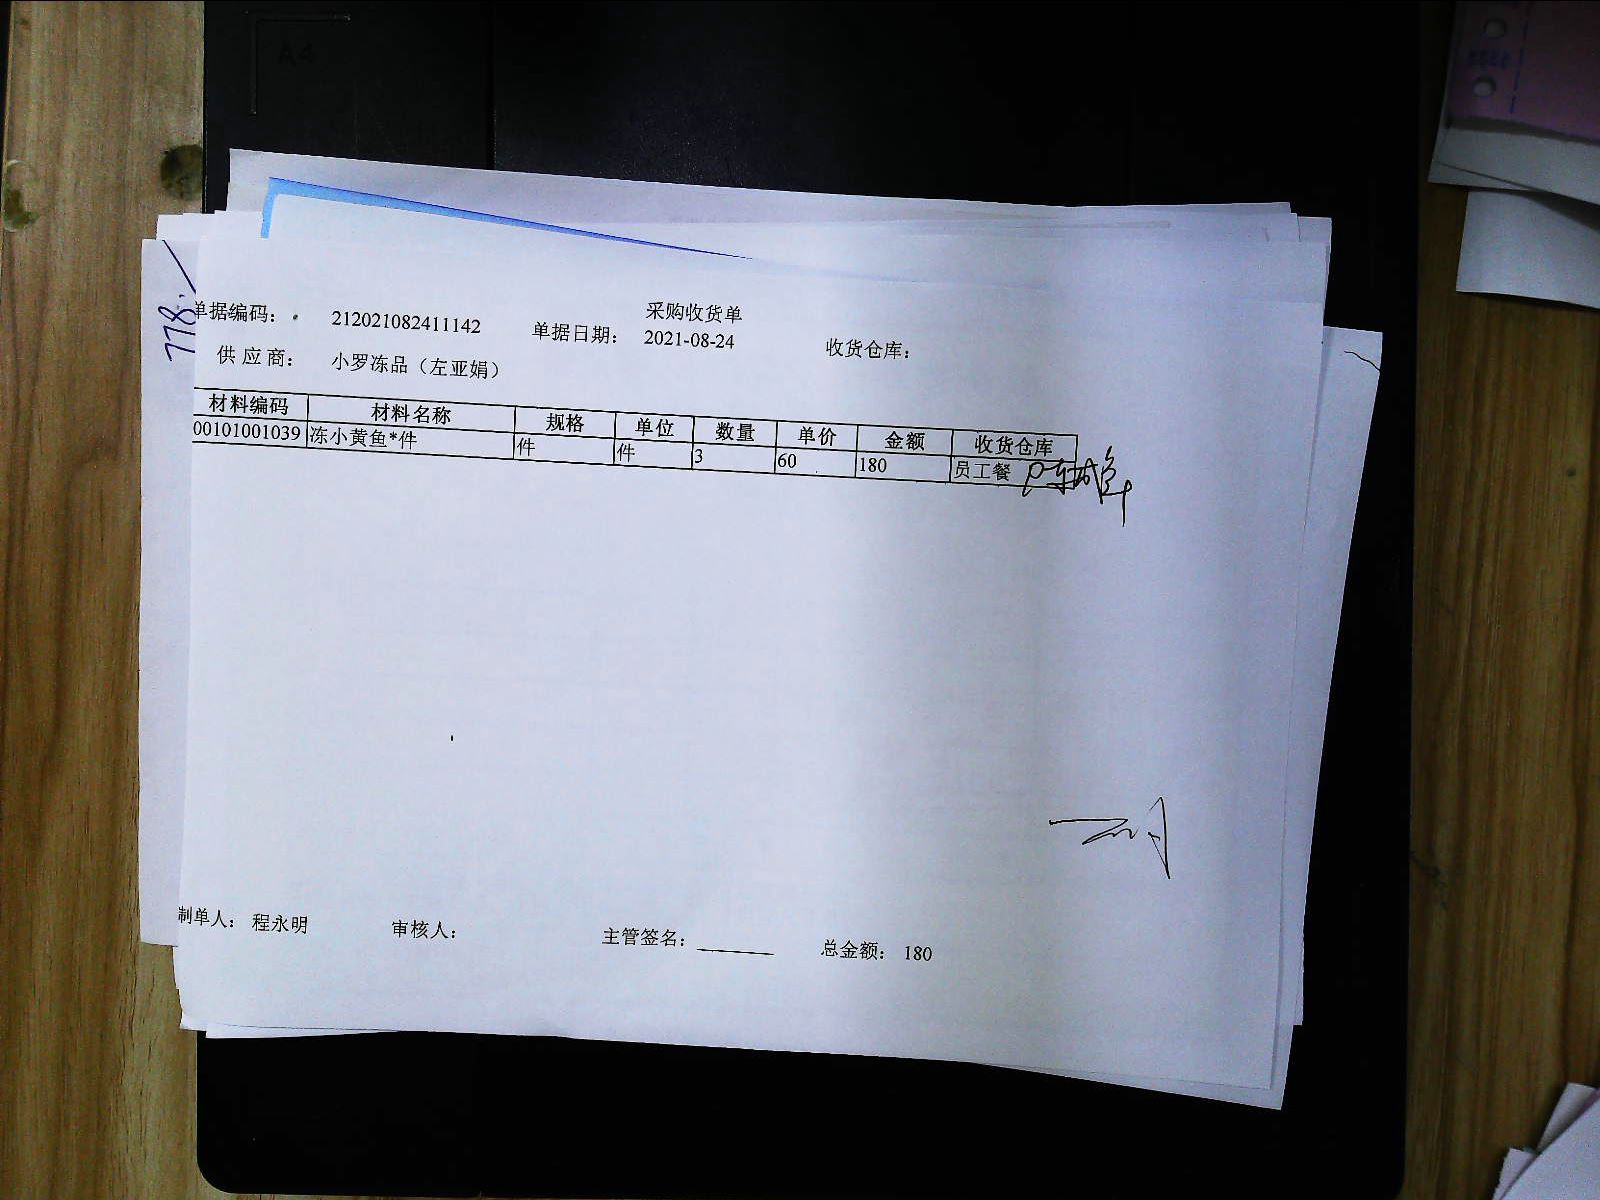 A4
778.
采购收货单
单据编码： 212021082411142 单据日期： 2021-08-24 收货仓库：
供应商： 小罗冻品（左亚娟）
材料编码 材料名称 规格 单位 数量 单价 金额 收货仓库
00101001039 冻小黄鱼*件 件 件 3 60 180 员工餐
制单人： 程永明 审核人： 主管签名： 总金额： 180